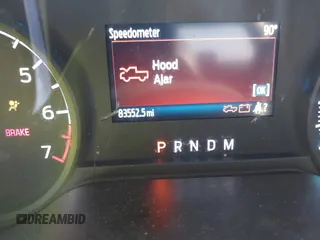 Speedometer 90°
Hood
Ajar
[OK]
83552.5 mi
5
6
7
BRAKE
P R N D M
DREAMBID